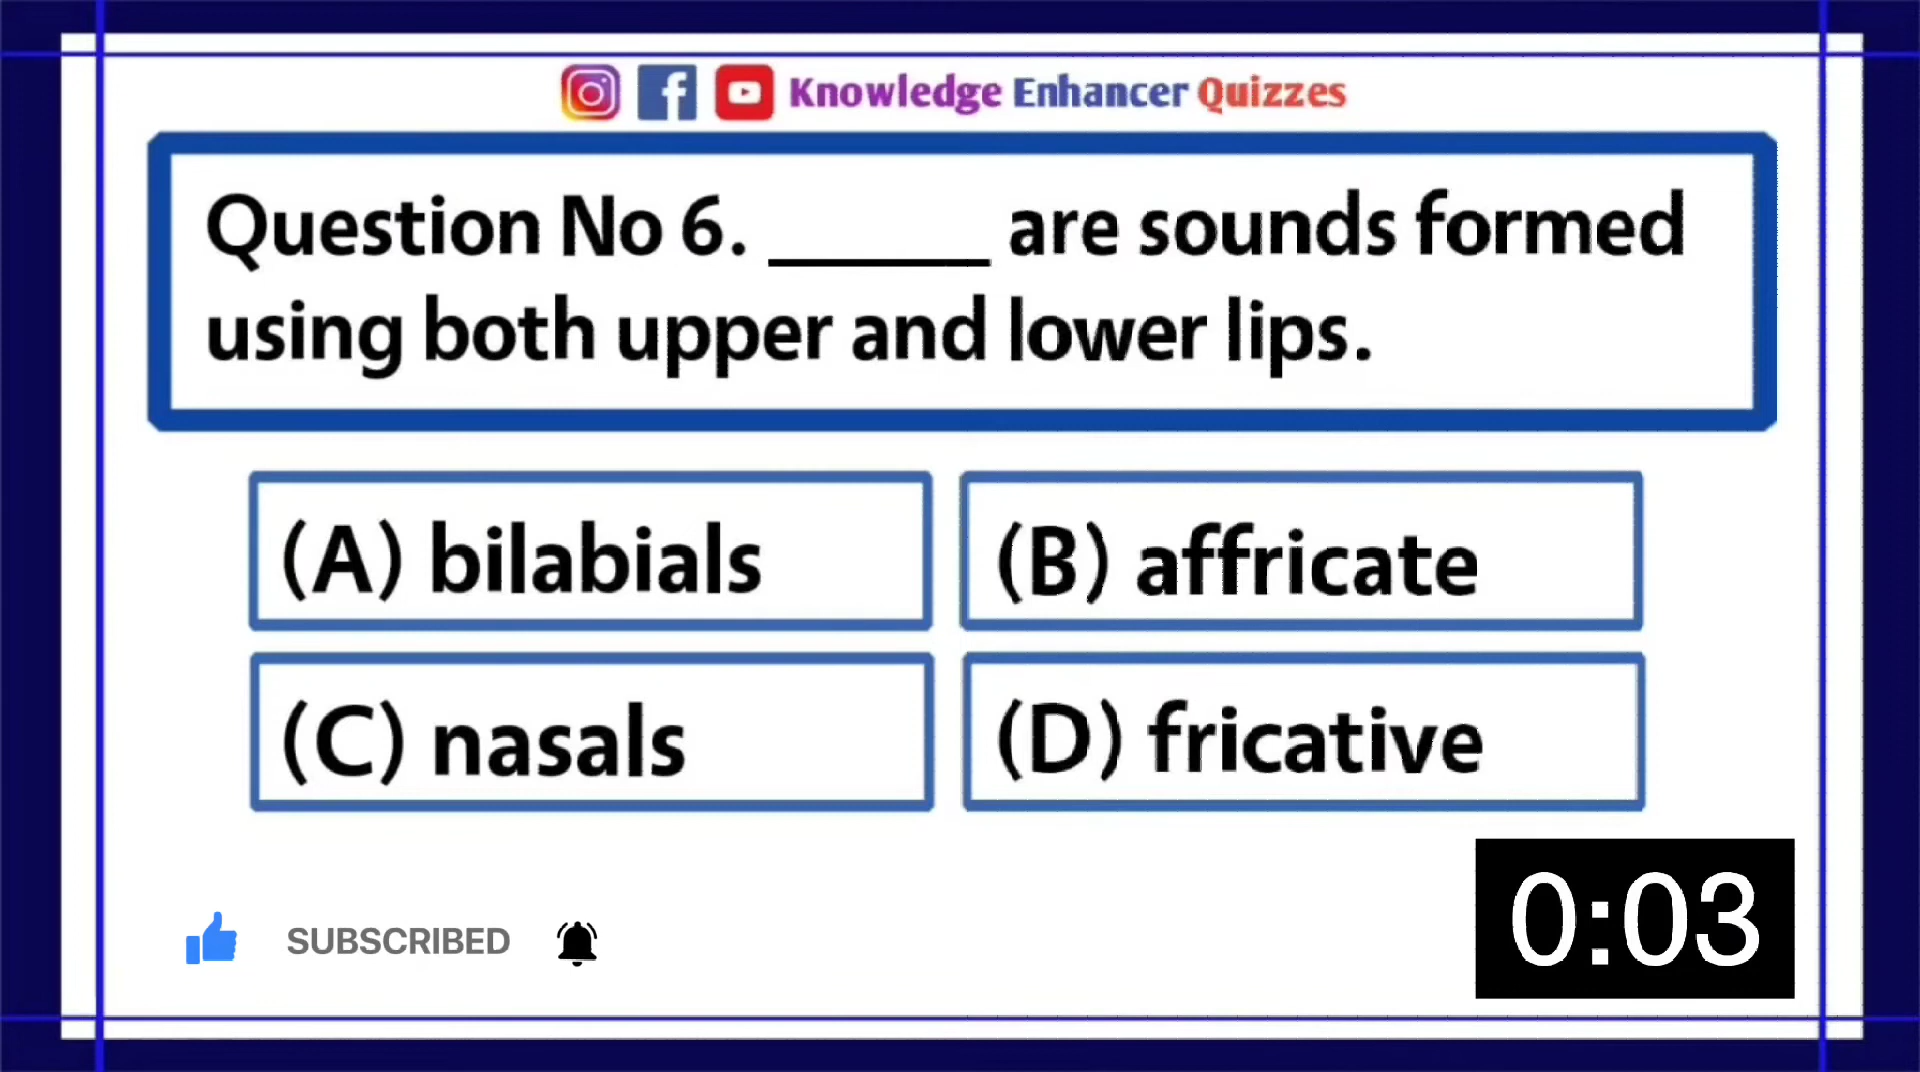 Knowledge Enhancer Quizzes
Question No 6. ______ are sounds formed
using both upper and lower lips.
(A) bilabials
(B) affricate
(C) nasals
(D) fricative
SUBSCRIBED
0:03